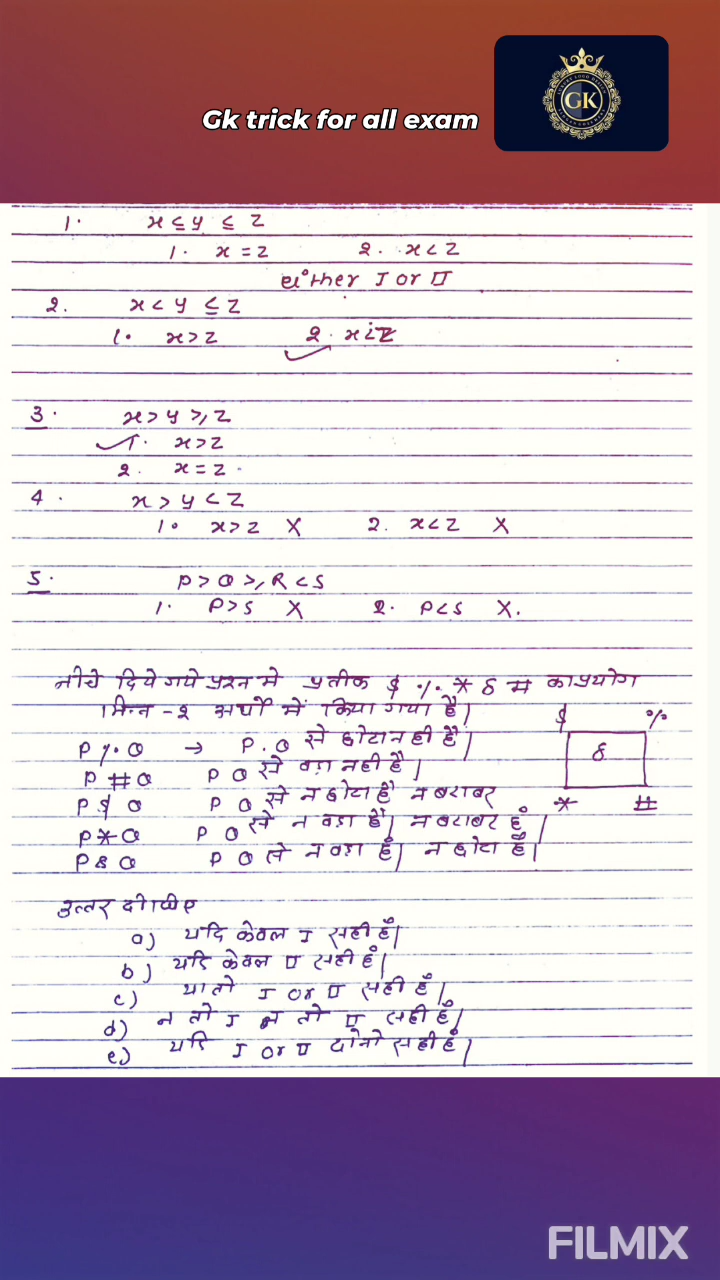 Gk trick for all exam
GK
1. x ≤ y ≤ z
1. x = z 2. x < z
either I or II
2. x < y ≤ z
1. x > z 2. x < z
3. x > y >, z
1. x > z
2. x = z
4. x > y < z
1. x > z X 2. x < z X
5. P > Q >, R < S
1. P > S X 2. P < S X.
नीचे दिये गये प्रश्न मे प्रतीक $ % * δ # का प्रयोग
भिन्न - २ अर्थो में किया गया है।
$ %
P % Q → P . Q से छोटा नही है।
δ
P # Q P Q से बड़ा नही है।
P $ Q P Q से न छोटा है न बराबर
* #
P * Q P Q से न बड़ा है। न बराबर है।
P & Q P Q से न बड़ा है। न छोटा है।
उत्तर दीजिए
a) यदि केवल I सही है।
b) यदि केवल II सही है।
c) या तो I or II सही है।
d) न तो I न तो II सही है।
e) यदि I or II दोनो सही है।
FILMIX